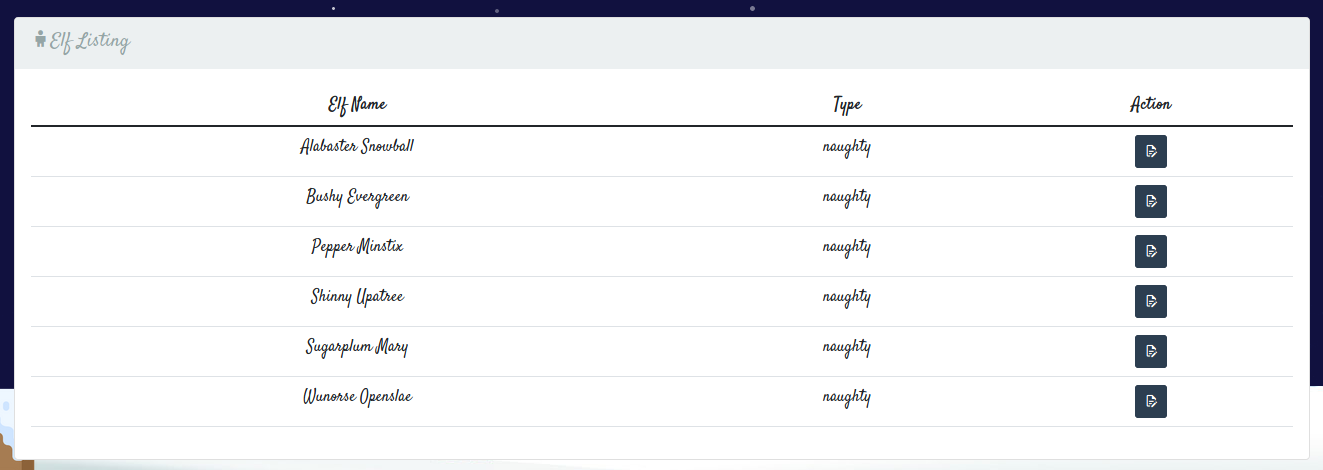 Elf Listing
Elf Name Type Action
Alabaster Snowball naughty
Bushy Evergreen naughty
Pepper Minstix naughty
Shinny Upatree naughty
Sugarplum Mary naughty
Wunorse Openslae naughty